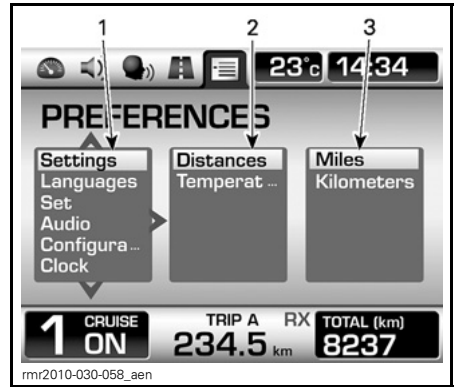 1 2 3
23°c 14:34
PREFERENCES
Settings Distances Miles
Languages Temperat ... Kilometers
Set
Audio
Configura ...
Clock
1 CRUISE ON TRIP A 234.5 km RX TOTAL (km) 8237
rmr2010-030-058_aen